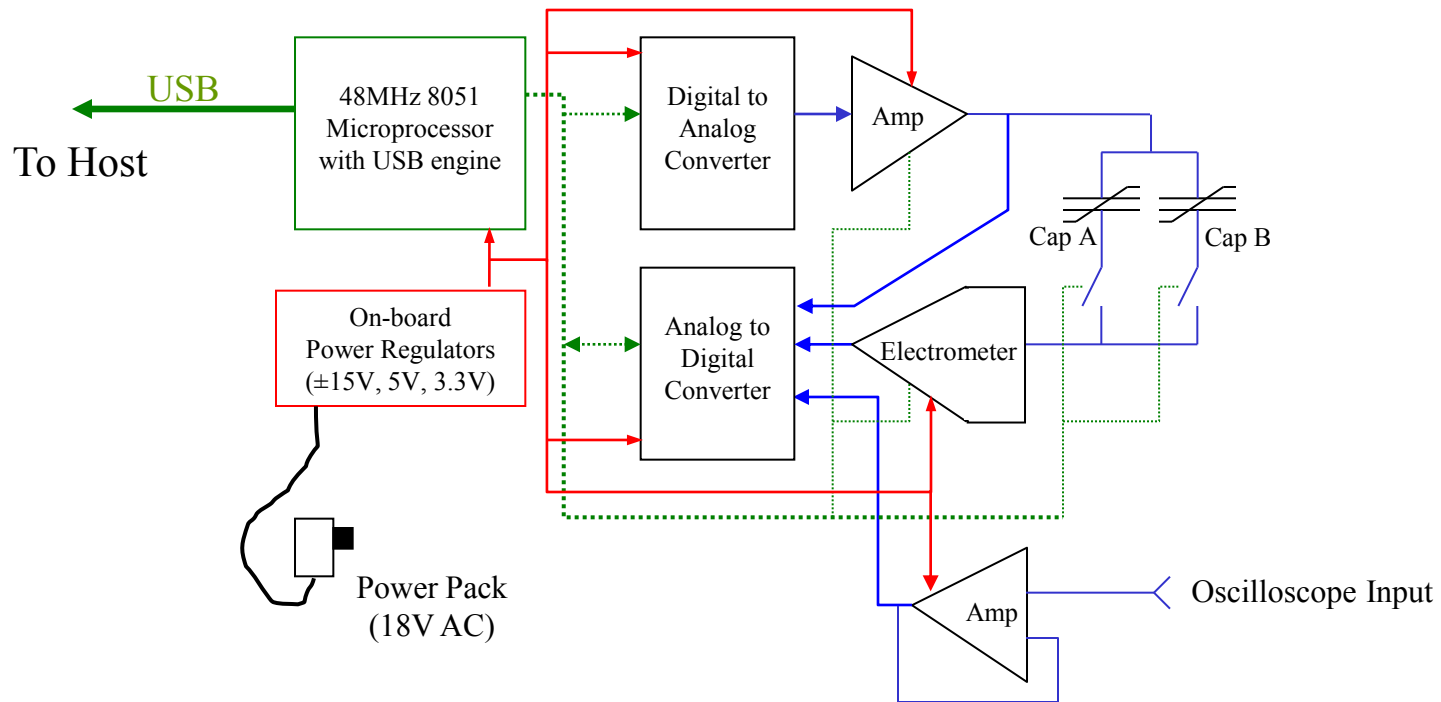 USB
To Host
48MHz 8051
Microprocessor
with USB engine
Digital to
Analog
Converter
Amp
Cap A
Cap B
On-board
Power Regulators
(±15V, 5V, 3.3V)
Analog to
Digital
Converter
Electrometer
Power Pack
(18V AC)
Amp
Oscilloscope Input